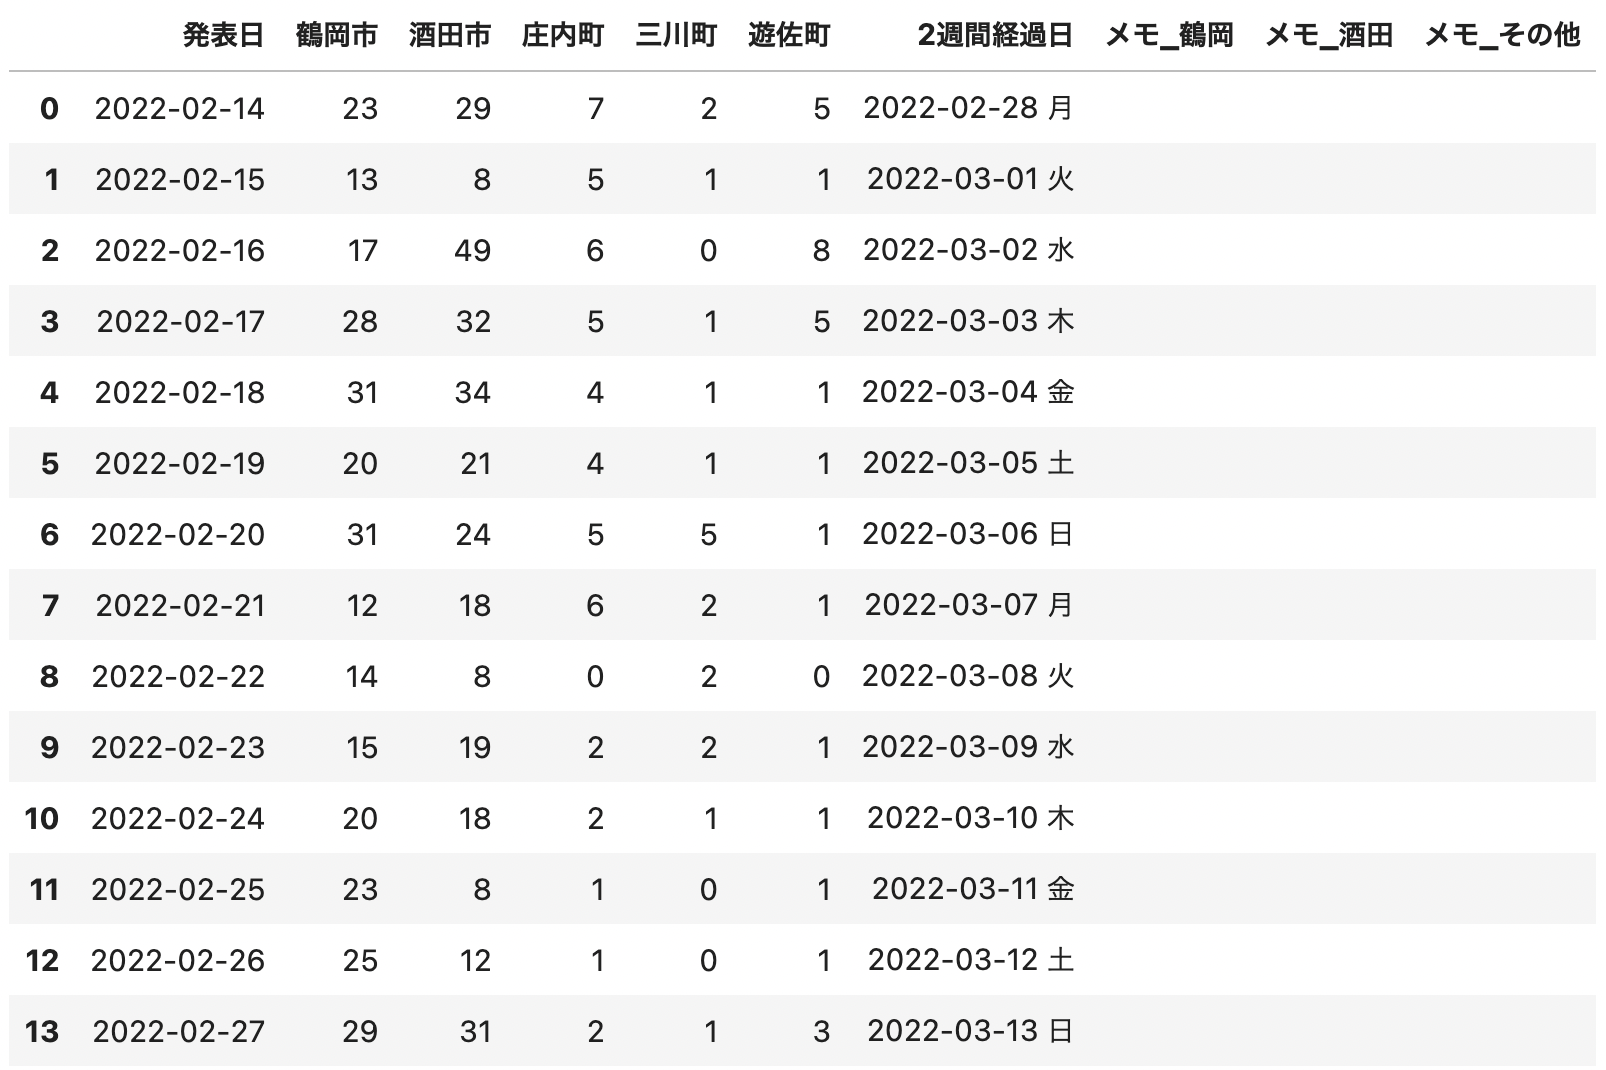 発表日 鶴岡市 酒田市 庄内町 三川町 遊佐町 2週間経過日 メモ_鶴岡 メモ_酒田 メモ_その他
0 2022-02-14 23 29 7 2 5 2022-02-28 月
1 2022-02-15 13 8 5 1 1 2022-03-01 火
2 2022-02-16 17 49 6 0 8 2022-03-02 水
3 2022-02-17 28 32 5 1 5 2022-03-03 木
4 2022-02-18 31 34 4 1 1 2022-03-04 金
5 2022-02-19 20 21 4 1 1 2022-03-05 土
6 2022-02-20 31 24 5 5 1 2022-03-06 日
7 2022-02-21 12 18 6 2 1 2022-03-07 月
8 2022-02-22 14 8 0 2 0 2022-03-08 火
9 2022-02-23 15 19 2 2 1 2022-03-09 水
10 2022-02-24 20 18 2 1 1 2022-03-10 木
11 2022-02-25 23 8 1 0 1 2022-03-11 金
12 2022-02-26 25 12 1 0 1 2022-03-12 土
13 2022-02-27 29 31 2 1 3 2022-03-13 日